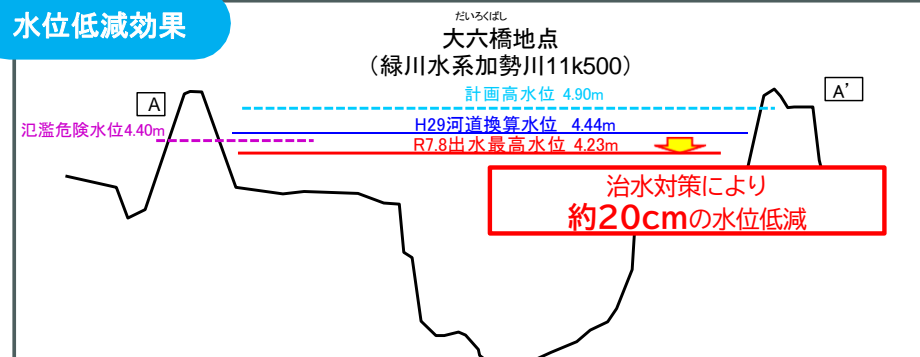 水位低減効果
だいろくばし
大六橋地点
（緑川水系加勢川11k500）
計画高水位 4.90m
A
A'
氾濫危険水位4.40m
H29河道換算水位 4.44m
R7.8出水最高水位 4.23m
治水対策により
約20cmの水位低減